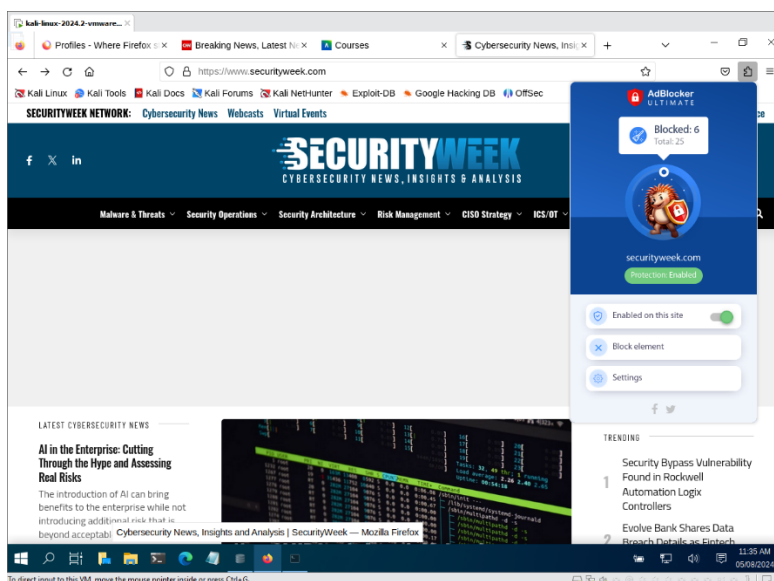 kali-linux-2024.2-vmware...
Profiles - Where Firefox s
Breaking News, Latest N
Courses
Cybersecurity News, Insig
https://www.securityweek.com
Kali Linux
Kali Tools
Kali Docs
Kali Forums
Kali NetHunter
Exploit-DB
Google Hacking DB
OffSec
SECURITYWEEK NETWORK:
Cybersecurity News
Webcasts
Virtual Events
ce
SECURITYWEEK
CYBERSECURITY NEWS, INSIGHTS & ANALYSIS
Malware & Threats
Security Operations
Security Architecture
Risk Management
CISO Strategy
ICS/OT
AdBlocker
ULTIMATE
Blocked: 6
Total: 25
securityweek.com
Protection: Enabled
Enabled on this site
Block element
Settings
LATEST CYBERSECURITY NEWS
AI in the Enterprise: Cutting
Through the Hype and Assessing
Real Risks
The introduction of AI can bring
benefits to the enterprise while not
introducing additional risk that is
beyond acceptabl
Cybersecurity News, Insights and Analysis | SecurityWeek — Mozilla Firefox
TRENDING
1
Security Bypass Vulnerability
Found in Rockwell
Automation Logix
Controllers
2
Evolve Bank Shares Data
Breach Details as Fintech
11:35 AM
05/08/2024
To direct input to this VM, move the mouse pointer inside or press Ctrl+G.